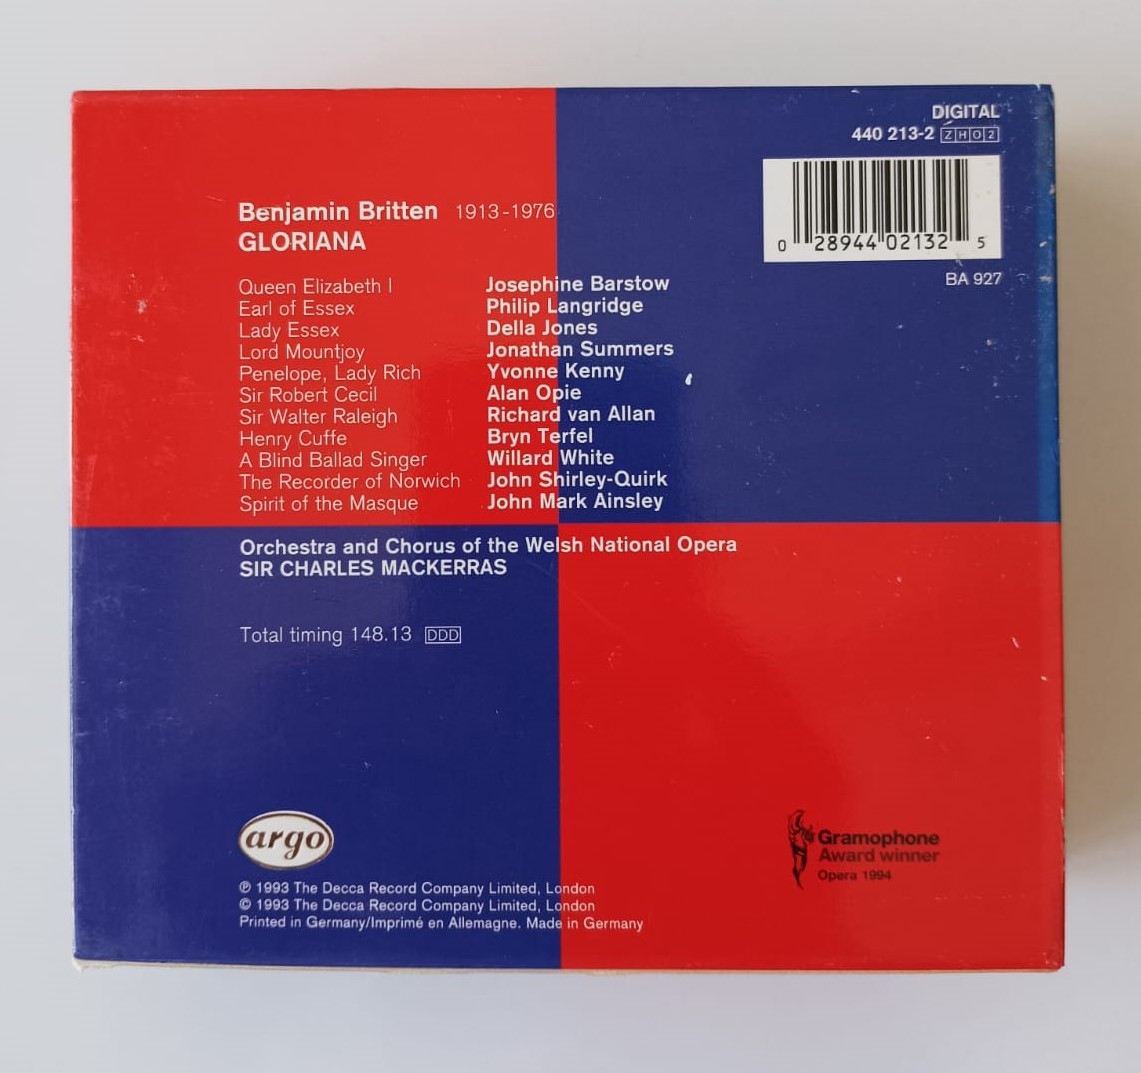 DIGITAL
440 213-2 ZHO2
0 28944 02132 5
BA 927
Benjamin Britten 1913-1976
GLORIANA
Queen Elizabeth I Josephine Barstow
Earl of Essex Philip Langridge
Lady Essex Della Jones
Lord Mountjoy Jonathan Summers
Penelope, Lady Rich Yvonne Kenny
Sir Robert Cecil Alan Opie
Sir Walter Raleigh Richard van Allan
Henry Cuffe Bryn Terfel
A Blind Ballad Singer Willard White
The Recorder of Norwich John Shirley-Quirk
Spirit of the Masque John Mark Ainsley
Orchestra and Chorus of the Welsh National Opera
SIR CHARLES MACKERRAS
Total timing 148.13 DDD
argo
Gramophone
Award winner
Opera 1994
℗ 1993 The Decca Record Company Limited, London
© 1993 The Decca Record Company Limited, London
Printed in Germany/Imprimé en Allemagne. Made in Germany